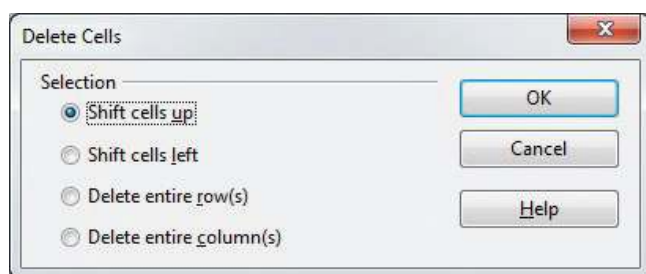 Delete Cells
Selection
Shift cells up
Shift cells left
Delete entire row(s)
Delete entire column(s)
OK
Cancel
Help